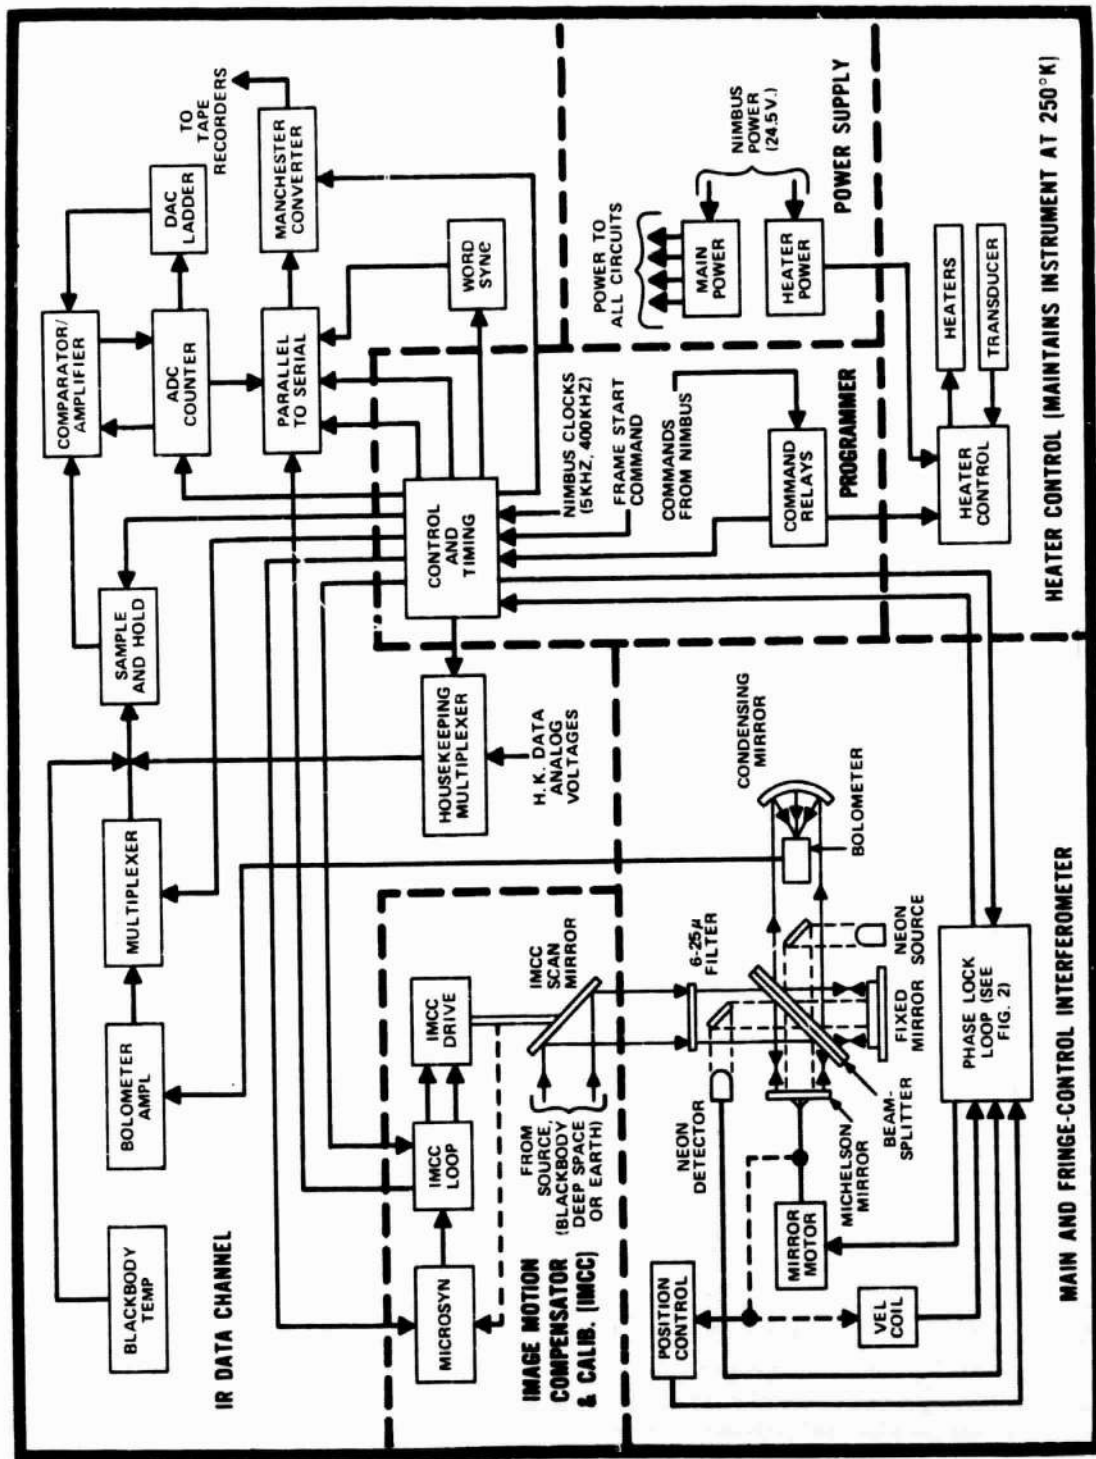 BLACKBODY
TEMP
BOLOMETER
AMPL
MULTIPLEXER
SAMPLE
AND HOLD
COMPARATOR/
AMPLIFIER
ADC
COUNTER
DAC
LADDER
TO
TAPE
RECORDERS
PARALLEL
TO SERIAL
MANCHESTER
CONVERTER
WORD
SYNC
IR DATA CHANNEL
HOUSEKEEPING
MULTIPLEXER
H.K. DATA
ANALOG
VOLTAGES
CONTROL
AND
TIMING
NIMBUS CLOCKS
(5KHZ, 400KHZ)
FRAME START
COMMAND
COMMANDS
FROM NIMBUS
COMMAND
RELAYS
PROGRAMMER
POWER TO
ALL CIRCUITS
MAIN
POWER
HEATER
POWER
NIMBUS
POWER
(24.5V.)
POWER SUPPLY
MICROSYN
IMCC
LOOP
IMCC
DRIVE
IMCC
SCAN
MIRROR
FROM
SOURCE,
(BLACKBODY
DEEP SPACE
OR EARTH)
IMAGE MOTION
COMPENSATOR
& CALIB. (IMCC)
HEATER
CONTROL
HEATERS
TRANSDUCER
HEATER CONTROL (MAINTAINS INSTRUMENT AT 250°K)
POSITION
CONTROL
NEON
DETECTOR
6-25μ
FILTER
CONDENSING
MIRROR
BOLOMETER
MIRROR
MOTOR
MICHELSON
MIRROR
BEAM-
SPLITTER
FIXED
MIRROR
NEON
SOURCE
VEL
COIL
PHASE LOCK
LOOP (SEE
FIG. 2)
MAIN AND FRINGE-CONTROL INTERFEROMETER